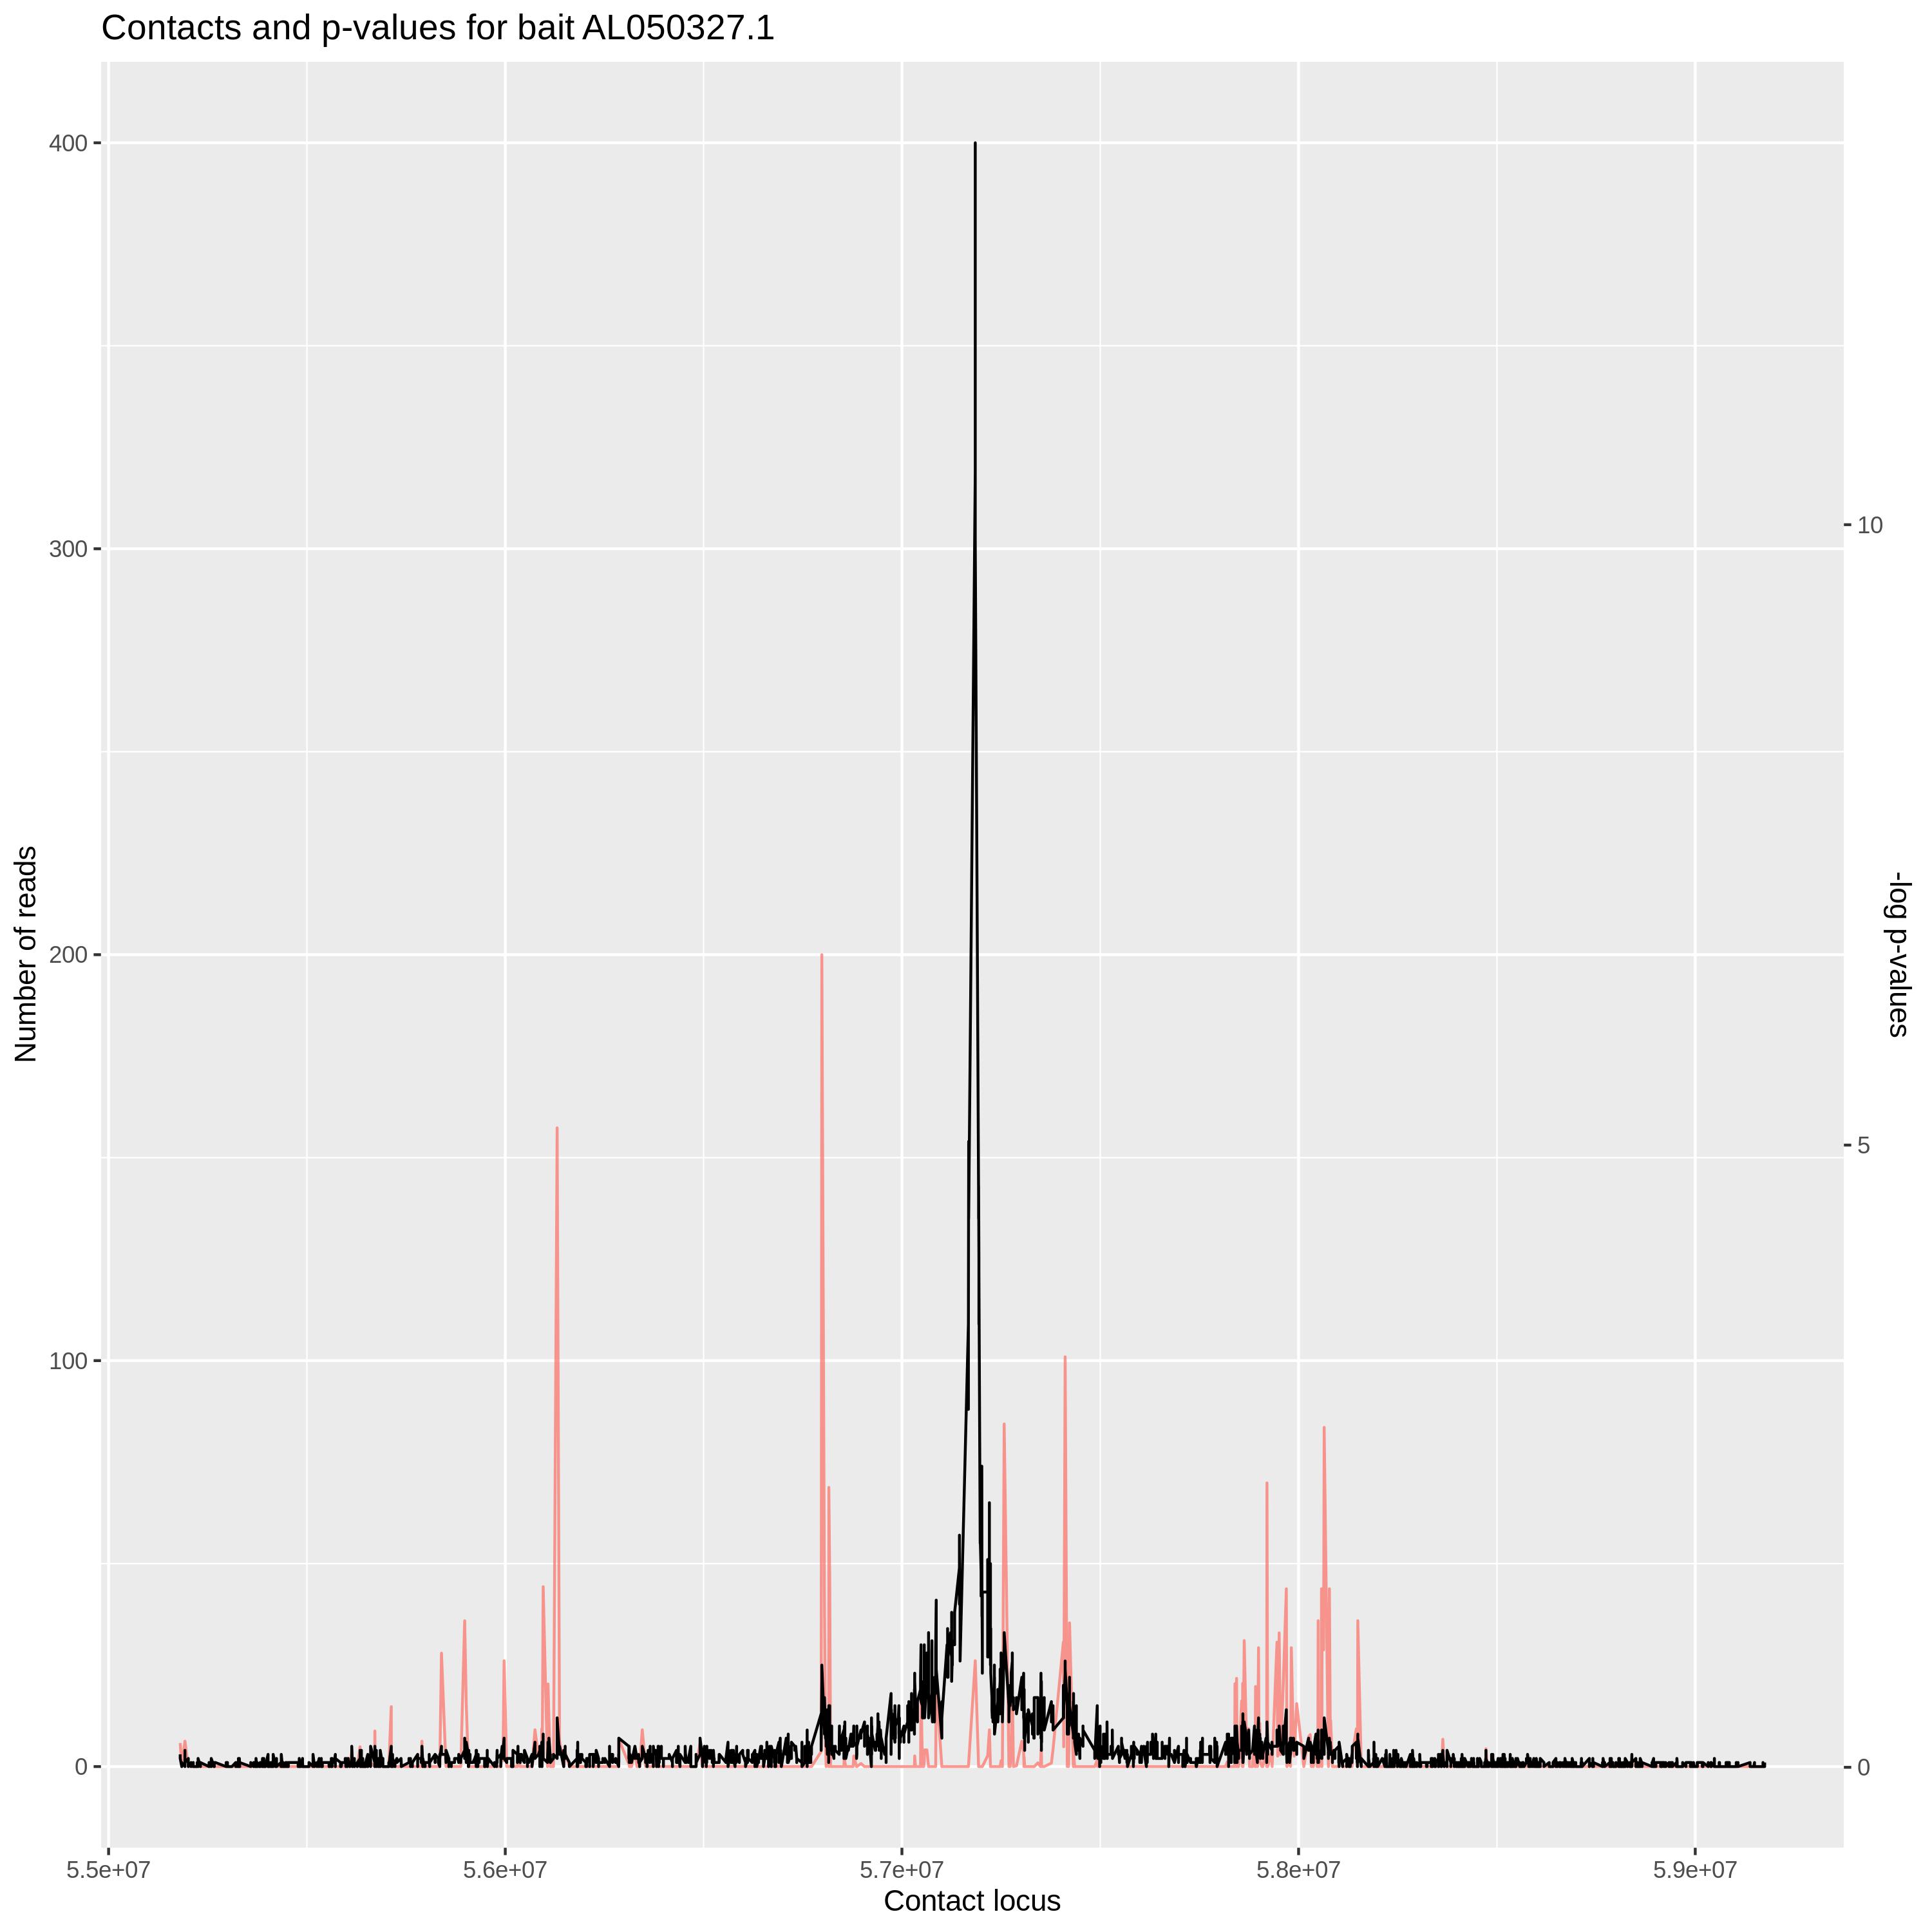 Contacts and p-values for bait AL050327.1
400
300
200
100
0
10
5
0
Number of reads
-log p-values
5.5e+07
5.6e+07
5.7e+07
5.8e+07
5.9e+07
Contact locus